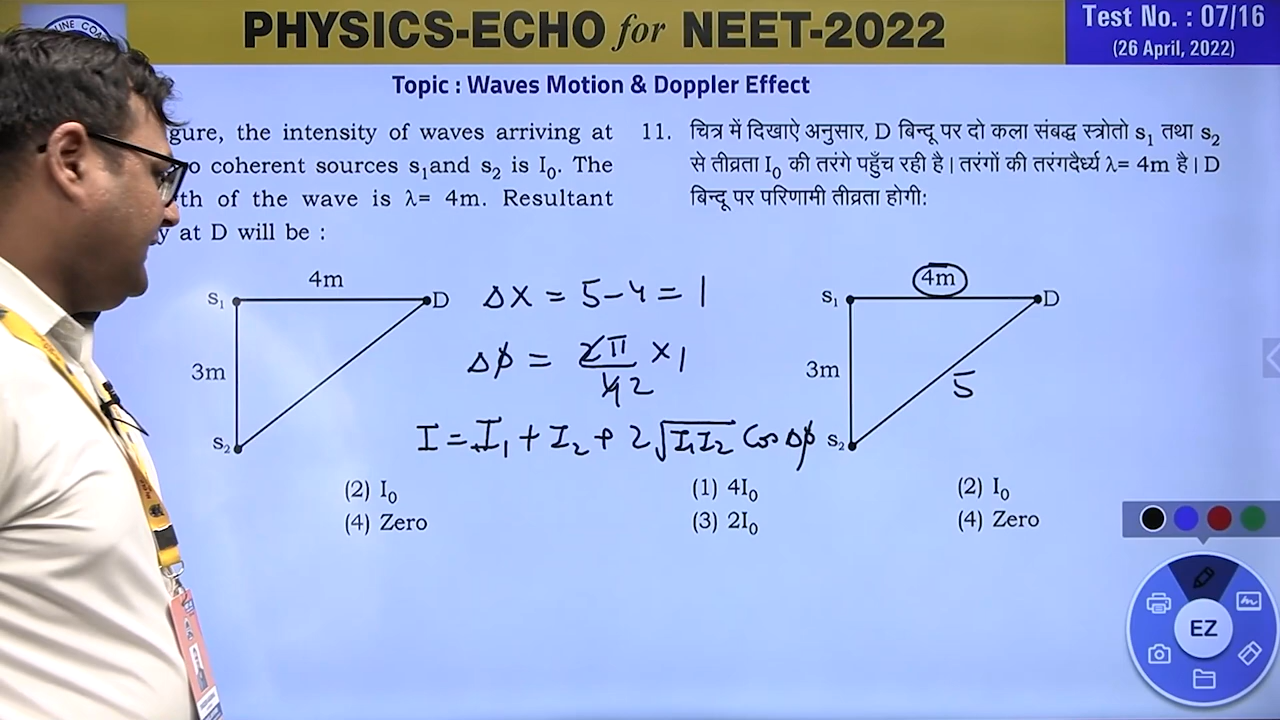 PHYSICS-ECHO for NEET-2022
Test No. : 07/16
(26 April, 2022)
Topic : Waves Motion & Doppler Effect
gure, the intensity of waves arriving at
o coherent sources s₁and s₂ is I₀. The
th of the wave is λ= 4m. Resultant
y at D will be :
4m
S₁
D
3m
S₂
(2) I₀
(4) Zero
Δx = 5-4 = 1
Δϕ = 2π/4 2 × 1
I = I₁ + I₂ + 2√I₁I₂ Cos Δϕ
11. चित्र में दिखाऐ अनुसार, D बिन्दू पर दो कला संबद्ध स्त्रोतो s₁ तथा s₂
से तीव्रता I₀ की तरंगे पहुँच रही है | तरंगों की तरंगदैर्ध्य λ= 4m है | D
बिन्दू पर परिणामी तीव्रता होगी:
4m
S₁
D
3m
5
S₂
(1) 4I₀ (2) I₀
(3) 2I₀ (4) Zero
EZ